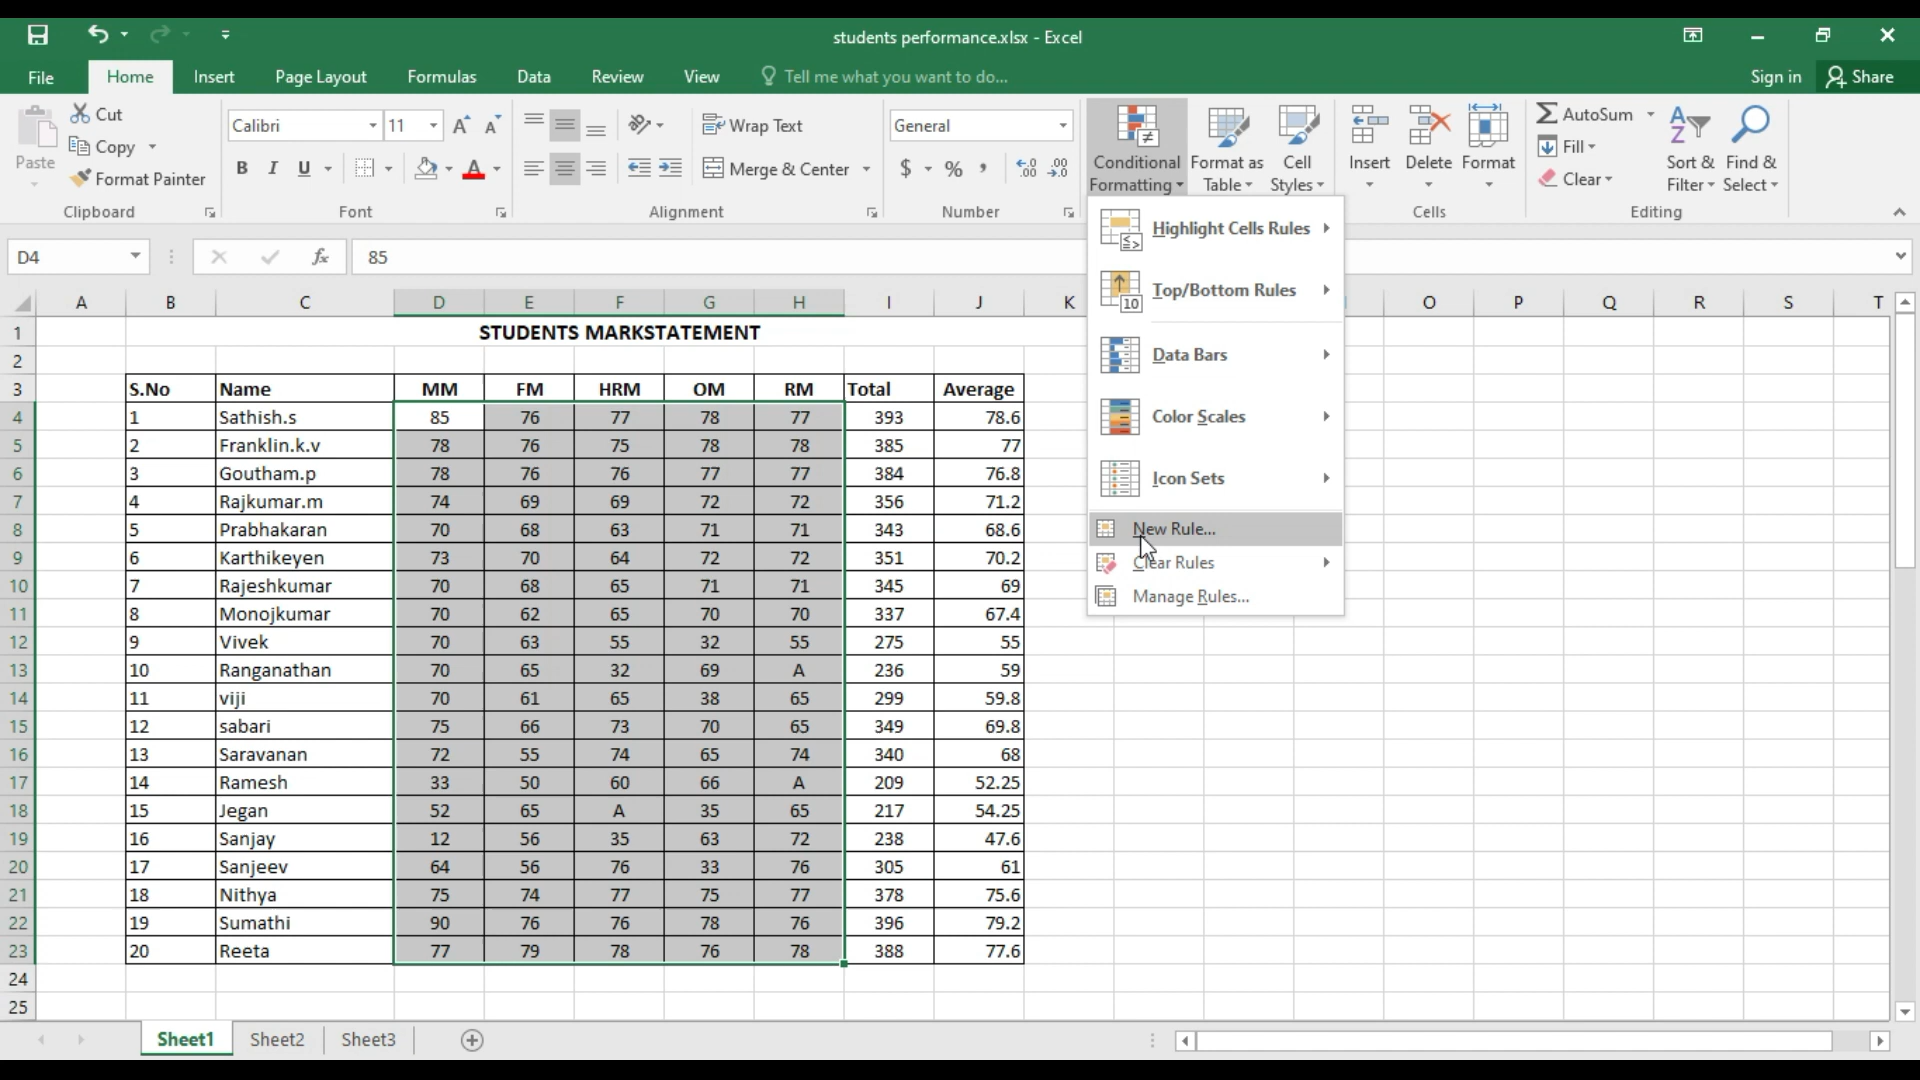 students performance.xlsx - Excel
File Home Insert Page Layout Formulas Data Review View Tell me what you want to do... Sign in Share
Paste
Cut
Copy
Format Painter
Clipboard
Calibri 11
B I U A
Font
Wrap Text
Merge & Center
Alignment
General
$ % ,
Number
Conditional Formatting
Format as Table
Cell Styles
Insert Delete Format
Cells
AutoSum
Fill
Clear
Sort & Filter
Find & Select
Editing
Highlight Cells Rules
Top/Bottom Rules
Data Bars
Color Scales
Icon Sets
New Rule...
Clear Rules
Manage Rules...
D4 fx 85
A B C D E F G H I J K O P Q R S T
1 STUDENTS MARKSTATEMENT
2
3 S.No Name MM FM HRM OM RM Total Average
4 1 Sathish.s 85 76 77 78 77 393 78.6
5 2 Franklin.k.v 78 76 75 78 78 385 77
6 3 Goutham.p 78 76 76 77 77 384 76.8
7 4 Rajkumar.m 74 69 69 72 72 356 71.2
8 5 Prabhakaran 70 68 63 71 71 343 68.6
9 6 Karthikeyen 73 70 64 72 72 351 70.2
10 7 Rajeshkumar 70 68 65 71 71 345 69
11 8 Monojkumar 70 62 65 70 70 337 67.4
12 9 Vivek 70 63 55 32 55 275 55
13 10 Ranganathan 70 65 32 69 A 236 59
14 11 viji 70 61 65 38 65 299 59.8
15 12 sabari 75 66 73 70 65 349 69.8
16 13 Saravanan 72 55 74 65 74 340 68
17 14 Ramesh 33 50 60 66 A 209 52.25
18 15 Jegan 52 65 A 35 65 217 54.25
19 16 Sanjay 12 56 35 63 72 238 47.6
20 17 Sanjeev 64 56 76 33 76 305 61
21 18 Nithya 75 74 77 75 77 378 75.6
22 19 Sumathi 90 76 76 78 76 396 79.2
23 20 Reeta 77 79 78 76 78 388 77.6
24
25
Sheet1 Sheet2 Sheet3